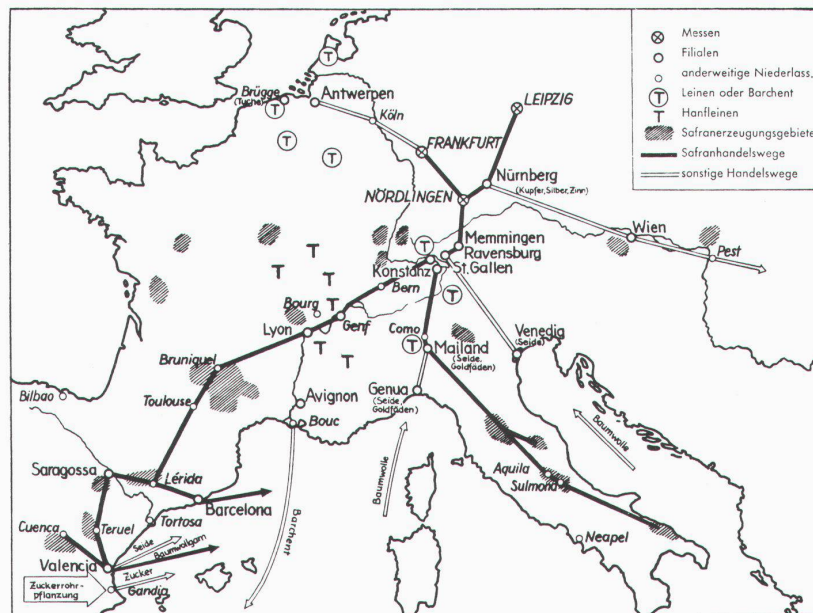 Messen
Filialen
anderweitige Niederlass.
T Leinen oder Barchent
T Hanfleinen
Safranerzeugungsgebiete
Safranhandelswege
sonstige Handelswege
T
LEIPZIG
Brügge
(Tuche)
Antwerpen
T
Köln
T
T
FRANKFURT
Nürnberg
(Kupfer, Silber, Zinn)
NÖRDLINGEN
Wien
Pest
Memmingen
Ravensburg
T
Konstanz
St. Gallen
T
T
T
Bern
T
Bourg
T
Genf
Lyon
T
T
Como
T
Mailand
(Seide,
Goldfäden)
Venedig
(Seide)
Bruniquel
Genua
(Seide,
Goldfäden)
Bilbao
Toulouse
Avignon
Bouc
Baumwolle
Baumwolle
Saragossa
Lérida
Aquila
Sulmona
Barcelona
Barchent
Cuenca
Teruel
Tortosa
Neapel
Seide
Baumwollgarn
Valencia
Zucker
Zuckerrohr-
pflanzung
Gandia